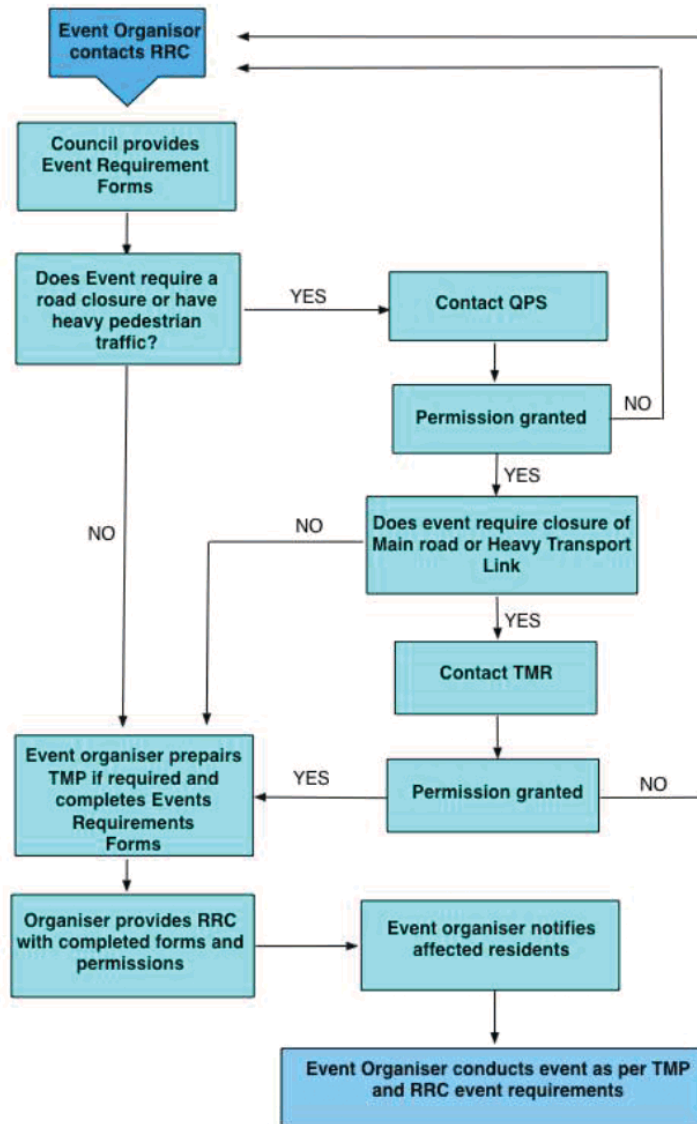 Event Organisor
contacts RRC
Council provides
Event Requirement
Forms
Does Event require a
road closure or have
heavy pedestrian
traffic?
YES
Contact QPS
Permission granted
NO
YES
Does event require closure of
Main road or Heavy Transport
Link
NO
NO
YES
Contact TMR
Permission granted
YES
NO
Event organiser prepairs
TMP if required and
completes Events
Requirements
Forms
Organiser provides RRC
with completed forms and
permissions
Event organiser notifies
affected residents
Event Organiser conducts event as per TMP
and RRC event requirements